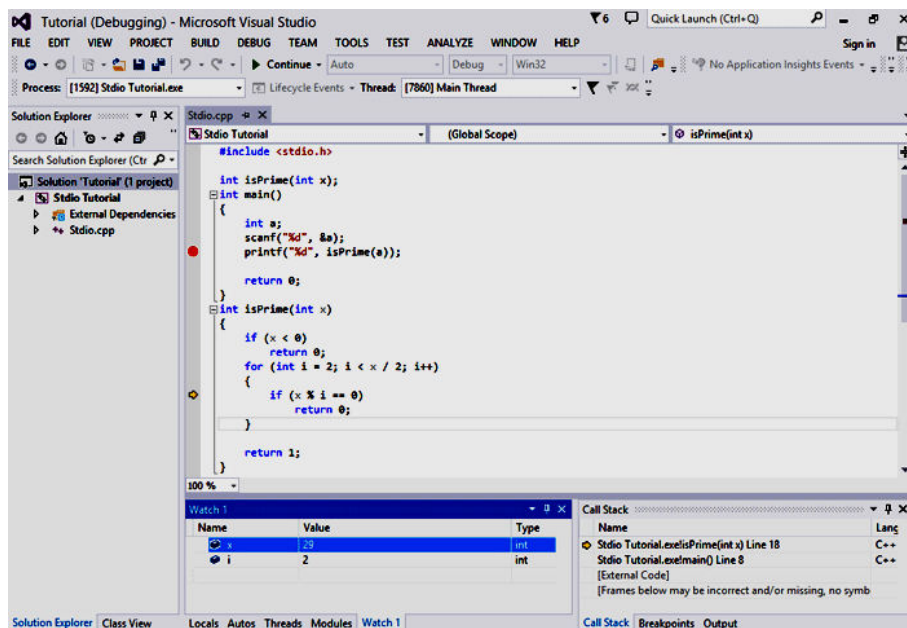 Tutorial (Debugging) - Microsoft Visual Studio
6
Quick Launch (Ctrl+Q)
FILE EDIT VIEW PROJECT BUILD DEBUG TEAM TOOLS TEST ANALYZE WINDOW HELP
Sign in
Continue Auto Debug Win32 No Application Insights Events
Process: [1592] Stdio Tutorial.exe Lifecycle Events Thread: [7860] Main Thread
Solution Explorer
Search Solution Explorer (Ctr
Solution 'Tutorial' (1 project)
Stdio Tutorial
External Dependencies
Stdio.cpp
Stdio.cpp
Stdio Tutorial (Global Scope) isPrime(int x)
#include <stdio.h>
int isPrime(int x);
int main()
{
int a;
scanf("%d", &a);
printf("%d", isPrime(a));
return 0;
}
int isPrime(int x)
{
if (x < 0)
return 0;
for (int i = 2; i < x / 2; i++)
{
if (x % i == 0)
return 0;
}
return 1;
}
100 %
Watch 1
Name Value Type
x 29 int
i 2 int
Call Stack
Name Lang
Stdio Tutorial.exe!isPrime(int x) Line 18 C++
Stdio Tutorial.exe!main() Line 8 C++
[External Code]
[Frames below may be incorrect and/or missing, no symb
Solution Explorer Class View
Locals Autos Threads Modules Watch 1
Call Stack Breakpoints Output